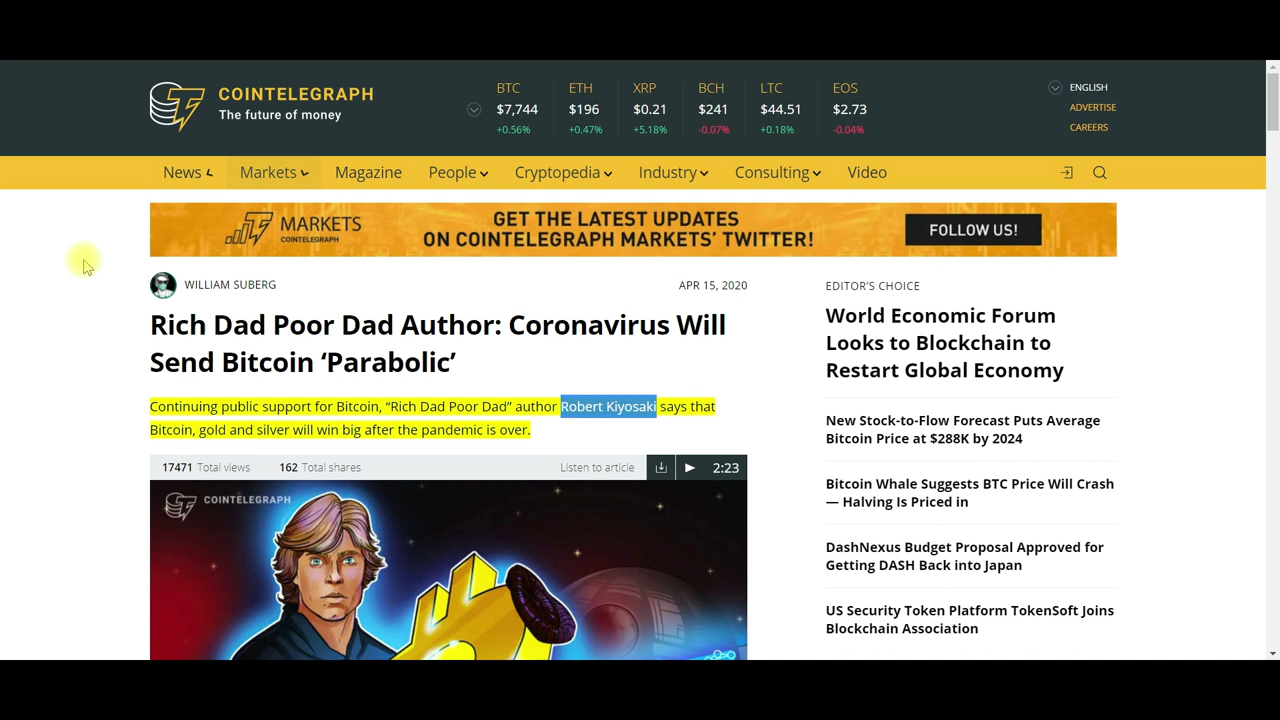 COINTELEGRAPH
The future of money
BTC
$7,744
+0.56%
ETH
$196
+0.47%
XRP
$0.21
+5.18%
BCH
$241
-0.07%
LTC
$44.51
+0.18%
EOS
$2.73
-0.04%
ENGLISH
ADVERTISE
CAREERS
News
Markets
Magazine
People
Cryptopedia
Industry
Consulting
Video
MARKETS
COINTELEGRAPH
GET THE LATEST UPDATES
ON COINTELEGRAPH MARKETS' TWITTER!
FOLLOW US!
WILLIAM SUBERG
APR 15, 2020
Rich Dad Poor Dad Author: Coronavirus Will
Send Bitcoin ‘Parabolic’
Continuing public support for Bitcoin, “Rich Dad Poor Dad” author Robert Kiyosaki says that
Bitcoin, gold and silver will win big after the pandemic is over.
17471 Total views
162 Total shares
Listen to article
2:23
COINTELEGRAPH
EDITOR'S CHOICE
World Economic Forum
Looks to Blockchain to
Restart Global Economy
New Stock-to-Flow Forecast Puts Average
Bitcoin Price at $288K by 2024
Bitcoin Whale Suggests BTC Price Will Crash
— Halving Is Priced in
DashNexus Budget Proposal Approved for
Getting DASH Back into Japan
US Security Token Platform TokenSoft Joins
Blockchain Association